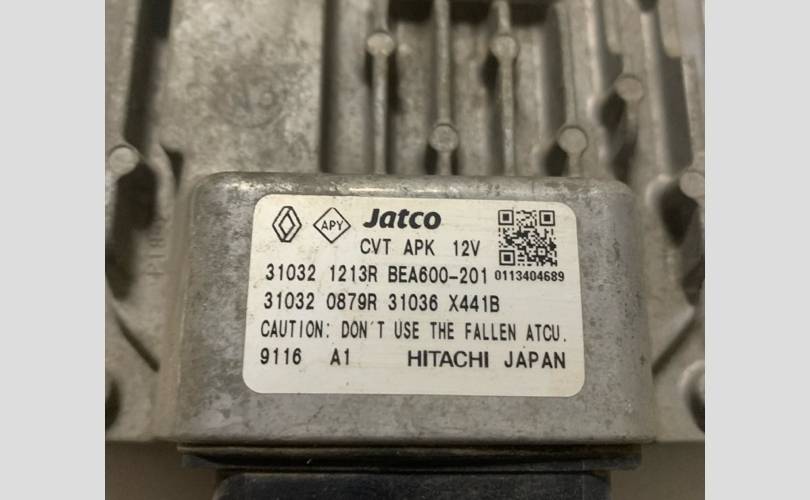 APY Jatco
CVT APK 12V
31032 1213R BEA600-201 0113404689
31032 0879R 31036 X441B
CAUTION: DON'T USE THE FALLEN ATCU.
9116 A1 HITACHI JAPAN